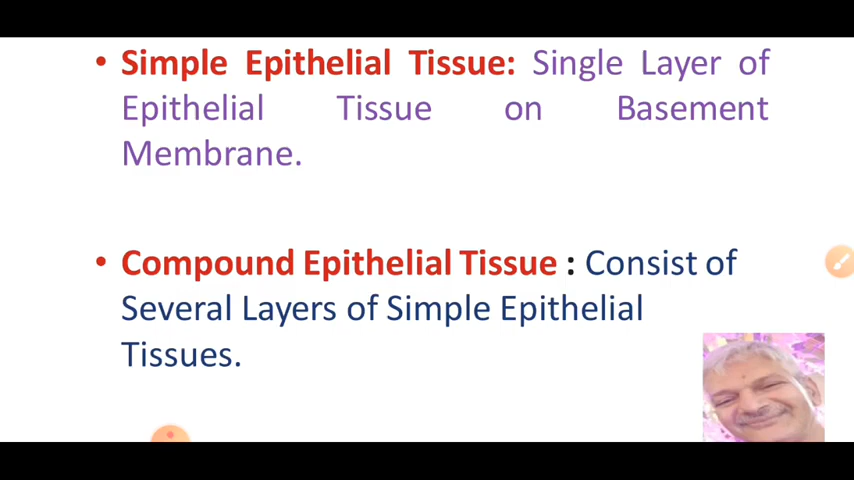 • Simple Epithelial Tissue: Single Layer of
Epithelial Tissue on Basement
Membrane.
• Compound Epithelial Tissue : Consist of
Several Layers of Simple Epithelial
Tissues.